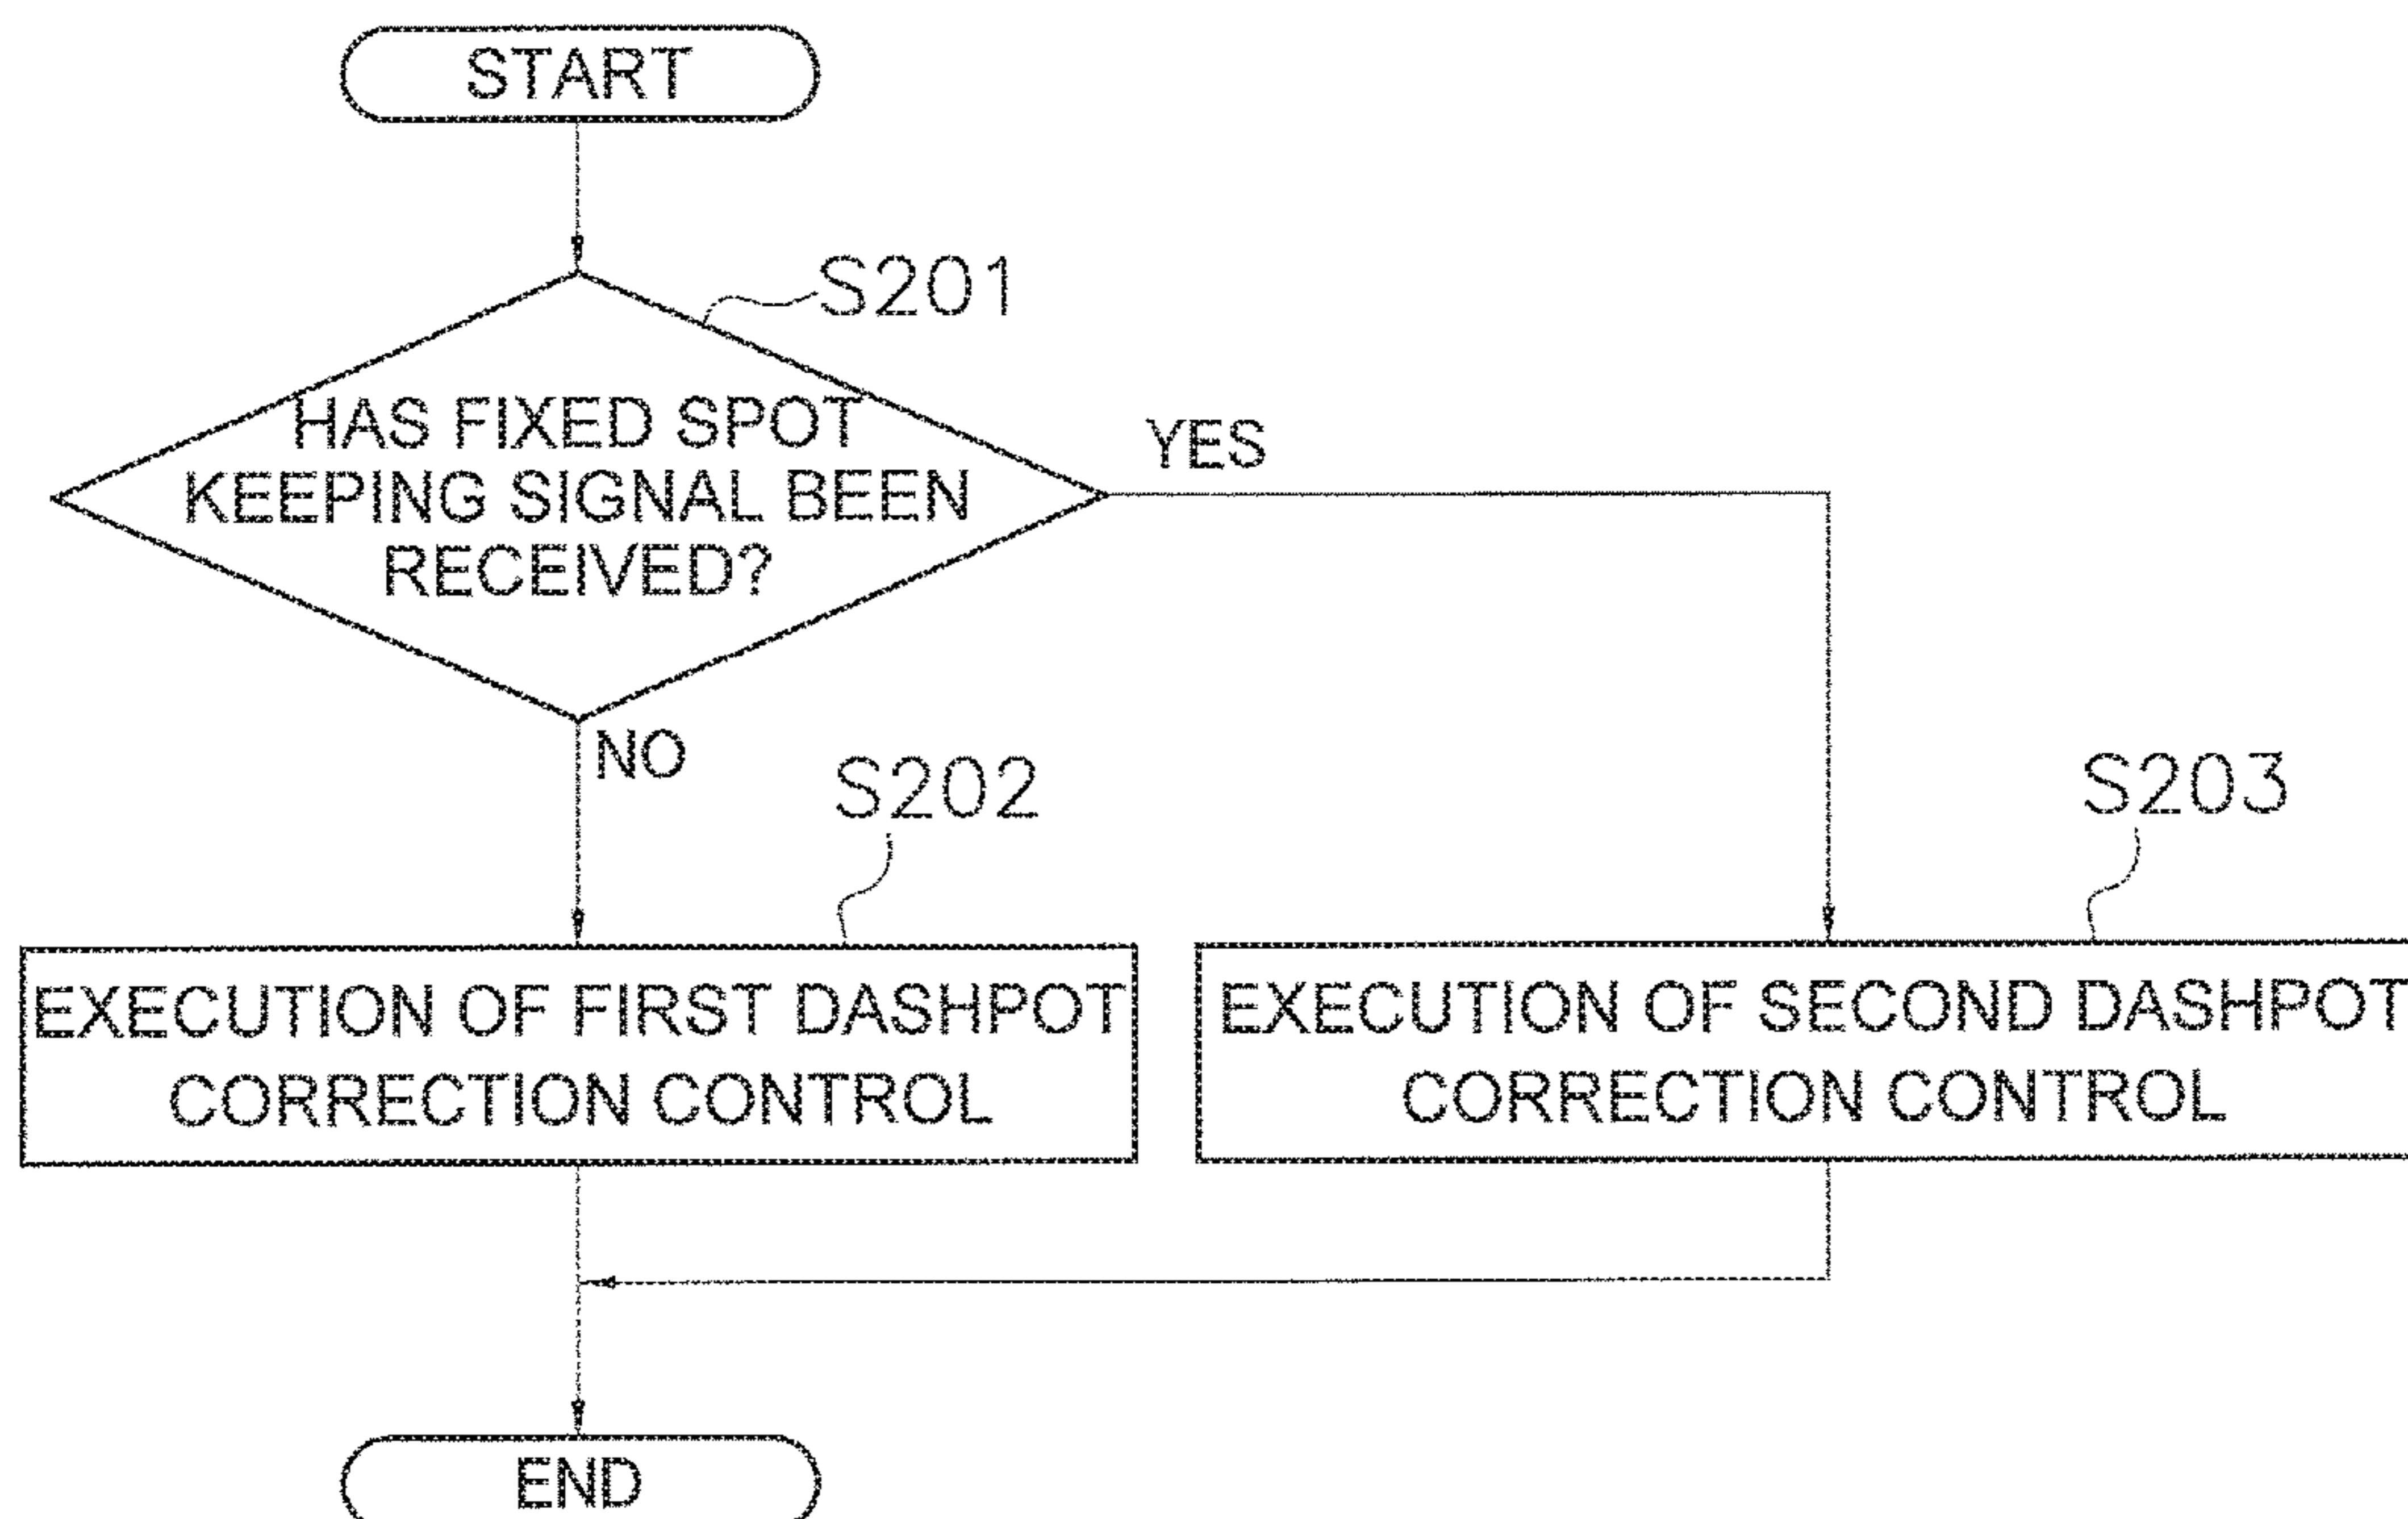 START
S201
HAS FIXED SPOT
KEEPING SIGNAL BEEN
RECEIVED?
YES
NO
S202
S203
EXECUTION OF FIRST DASHPOT
CORRECTION CONTROL
EXECUTION OF SECOND DASHPOT
CORRECTION CONTROL
END